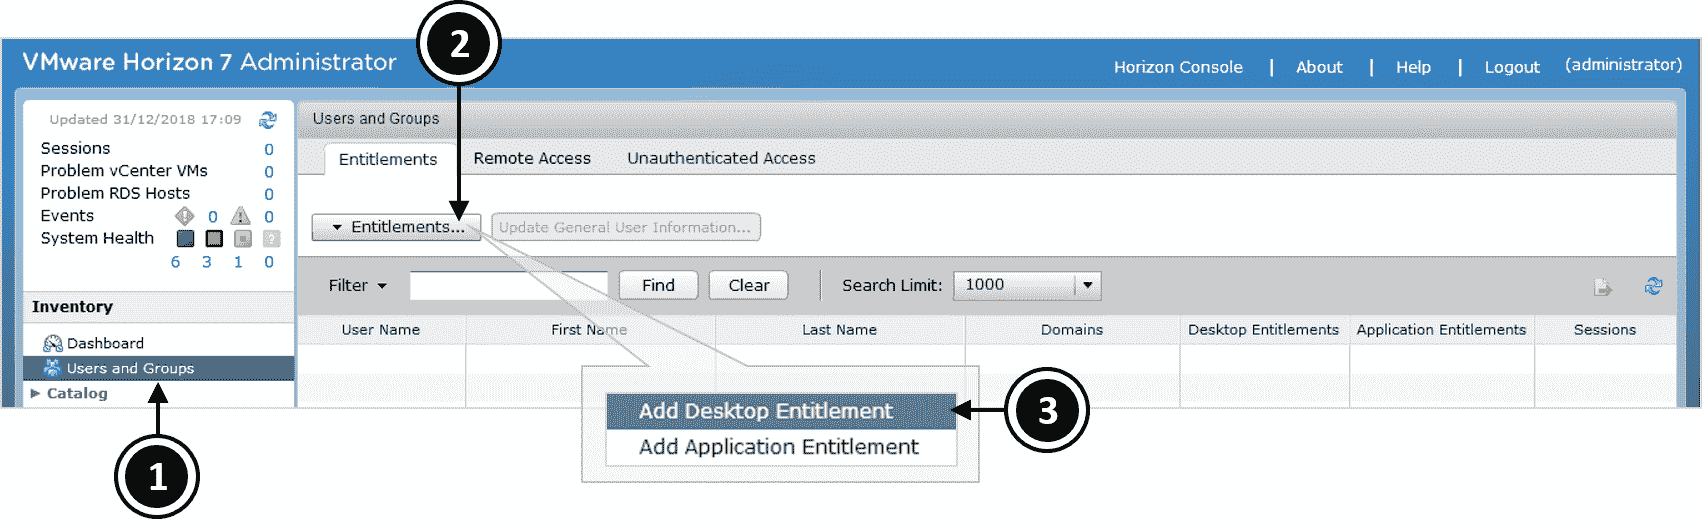 2
VMware Horizon 7 Administrator
Horizon Console | About | Help | Logout (administrator)
Updated 31/12/2018 17:09
Sessions 0
Problem vCenter VMs 0
Problem RDS Hosts 0
Events 0 0
System Health ?
6 3 1 0
Inventory
Dashboard
Users and Groups
Catalog
Users and Groups
Entitlements Remote Access Unauthenticated Access
Entitlements... Update General User Information...
Filter Find Clear Search Limit: 1000
User Name First Name Last Name Domains Desktop Entitlements Application Entitlements Sessions
Add Desktop Entitlement
Add Application Entitlement
3
1